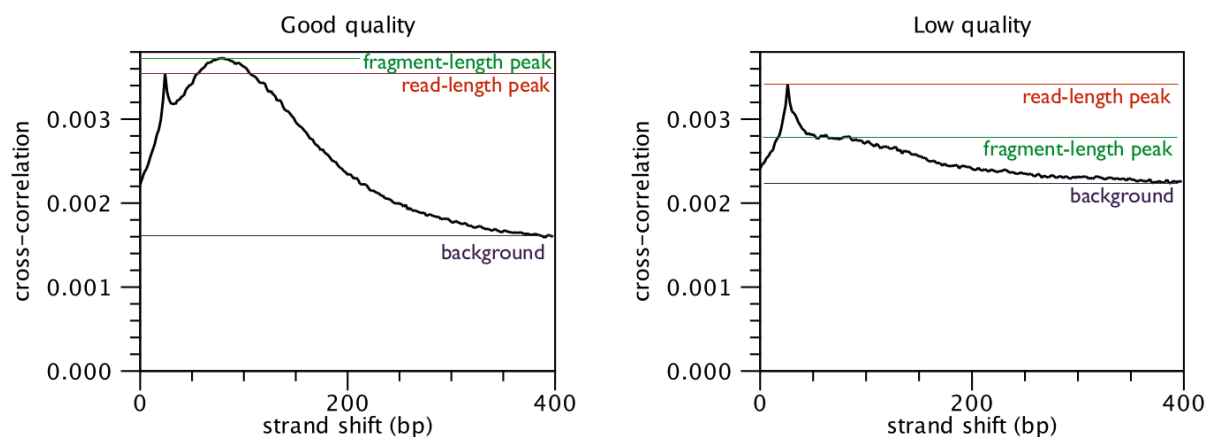 Good quality
fragment-length peak
read-length peak
background
cross-correlation
0.003
0.002
0.001
0.000
0
200
400
strand shift (bp)
Low quality
read-length peak
fragment-length peak
background
cross-correlation
0.003
0.002
0.001
0.000
0
200
400
strand shift (bp)